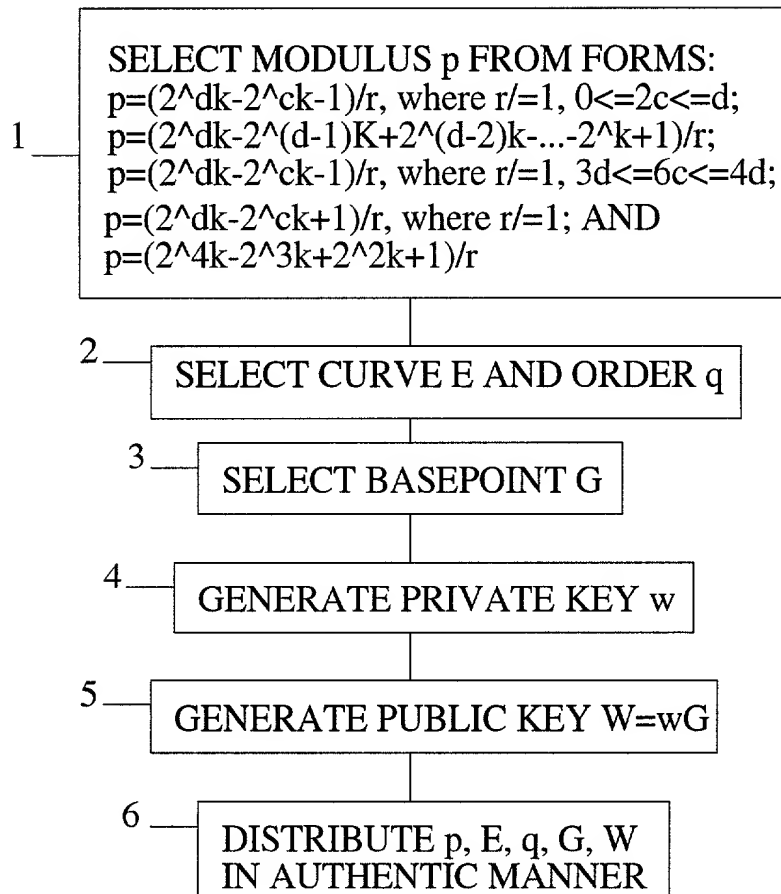 SELECT MODULUS p FROM FORMS:
p=(2^dk-2^ck-1)/r, where r/=1, 0<=2c<=d;
p=(2^dk-2^(d-1)K+2^(d-2)k-...-2^k+1)/r;
p=(2^dk-2^ck-1)/r, where r/=1, 3d<=6c<=4d;
p=(2^dk-2^ck+1)/r, where r/=1; AND
p=(2^4k-2^3k+2^2k+1)/r
1
2
SELECT CURVE E AND ORDER q
3
SELECT BASEPOINT G
4
GENERATE PRIVATE KEY w
5
GENERATE PUBLIC KEY W=wG
6
DISTRIBUTE p, E, q, G, W
IN AUTHENTIC MANNER